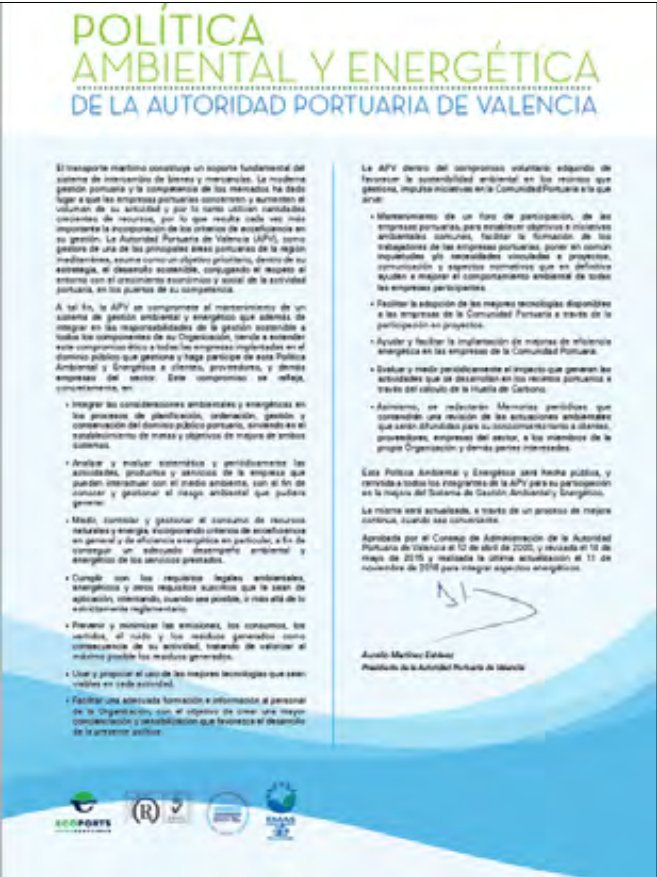 POLÍTICA
AMBIENTAL Y ENERGÉTICA
DE LA AUTORIDAD PORTUARIA DE VALENCIA
El transporte marítimo constituye un soporte fundamental del
sistema de intercambio de bienes y mercancías. La moderna
gestión portuaria y la competencia de los mercados ha dado
lugar a que las empresas portuarias concentren y aumenten el
volumen de su actividad y por lo tanto utilicen cantidades
crecientes de recursos, por lo que resulta cada vez más
importante la incorporación de los criterios de ecoeficiencia en
su gestión. La Autoridad Portuaria de Valencia (APV), como
gestora de una de las principales áreas portuarias de la región
mediterránea, asume como un objetivo prioritario, dentro de su
estrategia, el desarrollo sostenible, conjugando el respeto al
entorno con el crecimiento económico y social de la actividad
portuaria, en los puertos de su competencia.
A tal fin, la APV se compromete al mantenimiento de un
sistema de gestión ambiental y energético que además de
integrar en las responsabilidades de la gestión sostenible a
todos los componentes de su Organización, tienda a extender
este compromiso ético a todas las empresas implantadas en el
dominio público que gestiona y haga partícipe de esta Política
Ambiental y Energética a clientes, proveedores, y demás
empresas del sector. Este compromiso se refleja,
concretamente, en:
• Integrar las consideraciones ambientales y energéticas en
los procesos de planificación, ordenación, gestión y
conservación del dominio público portuario, sirviendo en el
establecimiento de metas y objetivos de mejora de ambos
sistemas.
• Analizar y evaluar sistemática y periódicamente las
actividades, productos y servicios de la empresa que
puedan interactuar con el medio ambiente, con el fin de
conocer y gestionar el riesgo ambiental que pudiera
generar.
• Medir, controlar y gestionar el consumo de recursos
naturales y energía, incorporando criterios de ecoeficiencia
en general y de eficiencia energética en particular, a fin de
conseguir un adecuado desempeño ambiental y
energético de los servicios prestados.
• Cumplir con los requisitos legales ambientales,
energéticos y otros requisitos suscritos que le sean de
aplicación, intentando, cuando sea posible, ir más allá de lo
estrictamente reglamentario.
• Prevenir y minimizar las emisiones, los consumos, los
vertidos, el ruido y los residuos generados como
consecuencia de su actividad, tratando de valorizar al
máximo posible los residuos generados.
• Usar y propiciar el uso de las mejores tecnologías que sean
viables en cada actividad.
• Facilitar una adecuada formación e información al personal
de la Organización, con el objetivo de crear una mayor
concienciación y sensibilización que favorezca el desarrollo
de la presente política.
La APV dentro del compromiso voluntario adquirido de
favorecer la sostenibilidad ambiental en los recintos que
gestiona, impulsa iniciativas en la Comunidad Portuaria a la que
sirve:
• Mantenimiento de un foro de participación, de las
empresas portuarias, para establecer objetivos e iniciativas
ambientales comunes, facilitar la formación de los
trabajadores de las empresas portuarias, poner en común
inquietudes y/o necesidades vinculadas a proyectos,
comunicación y aspectos normativos que en definitiva
ayuden a mejorar el comportamiento ambiental de todas
las empresas participantes.
• Facilitar la adopción de las mejores tecnologías disponibles
a las empresas de la Comunidad Portuaria a través de la
participación en proyectos.
• Ayudar y facilitar la implantación de mejoras de eficiencia
energética en las empresas de la Comunidad Portuaria.
• Evaluar y medir periódicamente el impacto que generan las
actividades que se desarrollan en los recintos portuarios a
través del cálculo de la Huella de Carbono.
• Asimismo, se redactarán Memorias periódicas que
contendrán una revisión de las actuaciones ambientales
que serán difundidas para su conocimiento tanto a clientes,
proveedores, empresas del sector, a los miembros de la
propia Organización y demás partes interesadas.
Esta Política Ambiental y Energética será hecha pública, y
remitida a todos los integrantes de la APV para su participación
en la mejora del Sistema de Gestión Ambiental y Energético.
La misma será actualizada, a través de un proceso de mejora
continua, cuando sea conveniente.
Aprobada por el Consejo de Administración de la Autoridad
Portuaria de Valencia el 12 de abril de 2000, y revisada el 14 de
mayo de 2015 y realizada la última actualización el 11 de
noviembre de 2016 para integrar aspectos energéticos.
Aurelio Martínez Estévez
Presidente de la Autoridad Portuaria de Valencia
ECOPORTS
(R)
EMAS